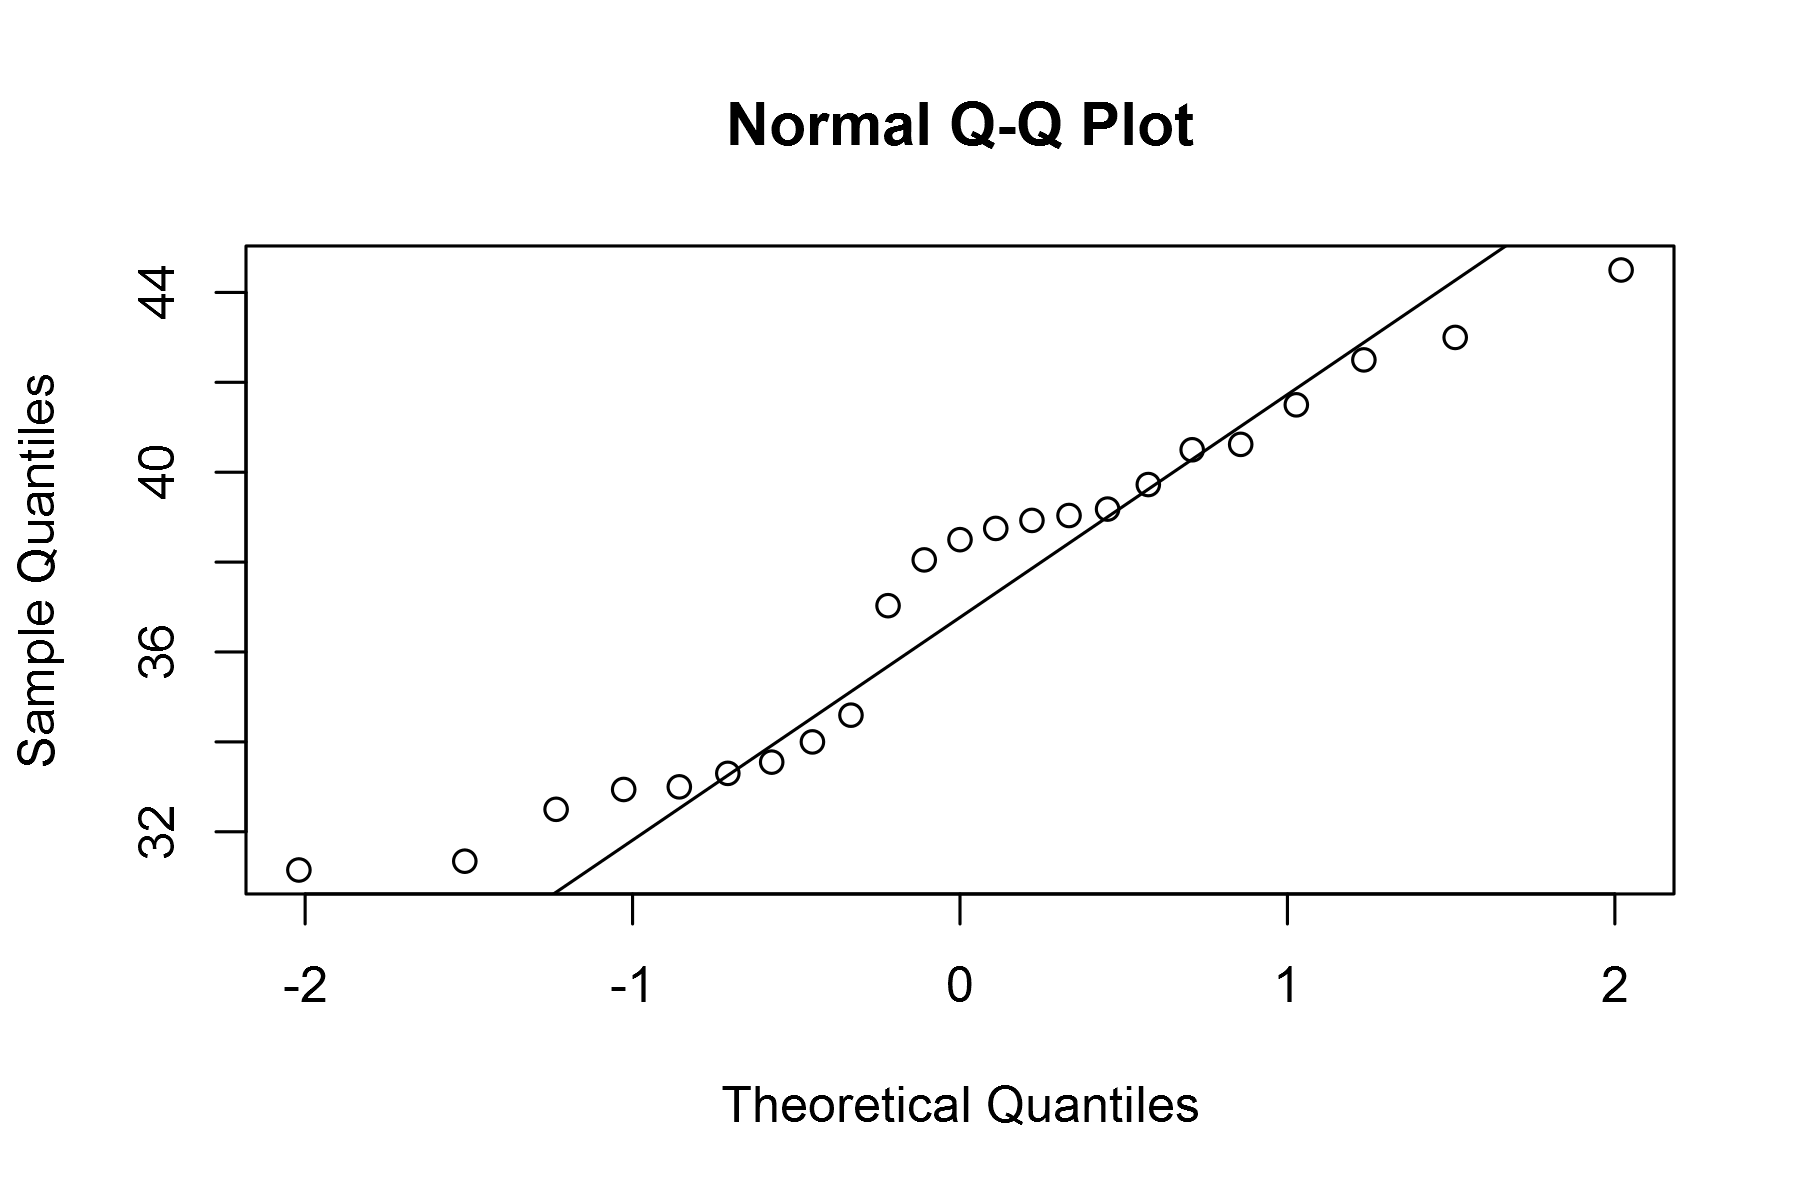 Normal Q-Q Plot
Sample Quantiles
44
40
36
32
-2 -1 0 1 2
Theoretical Quantiles